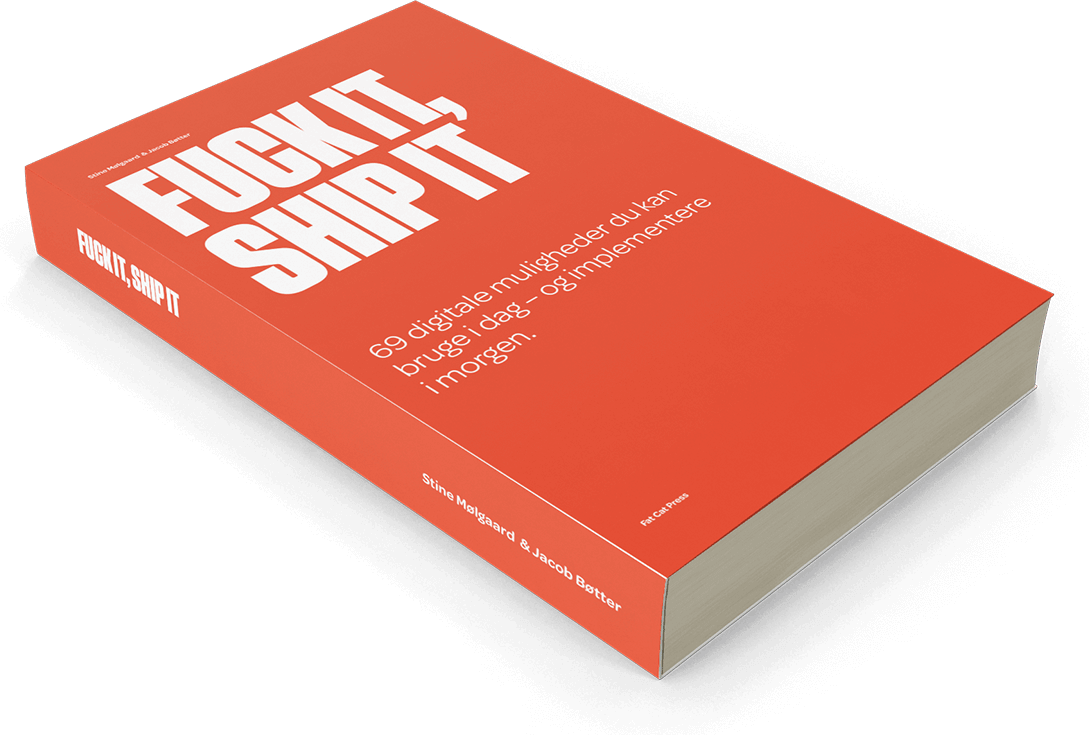 Stine Mølgaard & Jacob Bøtter
FUCK IT,
SHIP IT
69 digitale muligheder du kan
bruge i dag – og implementere
i morgen.
Fat Cat Press
FUCK IT, SHIP IT
Stine Mølgaard & Jacob Bøtter